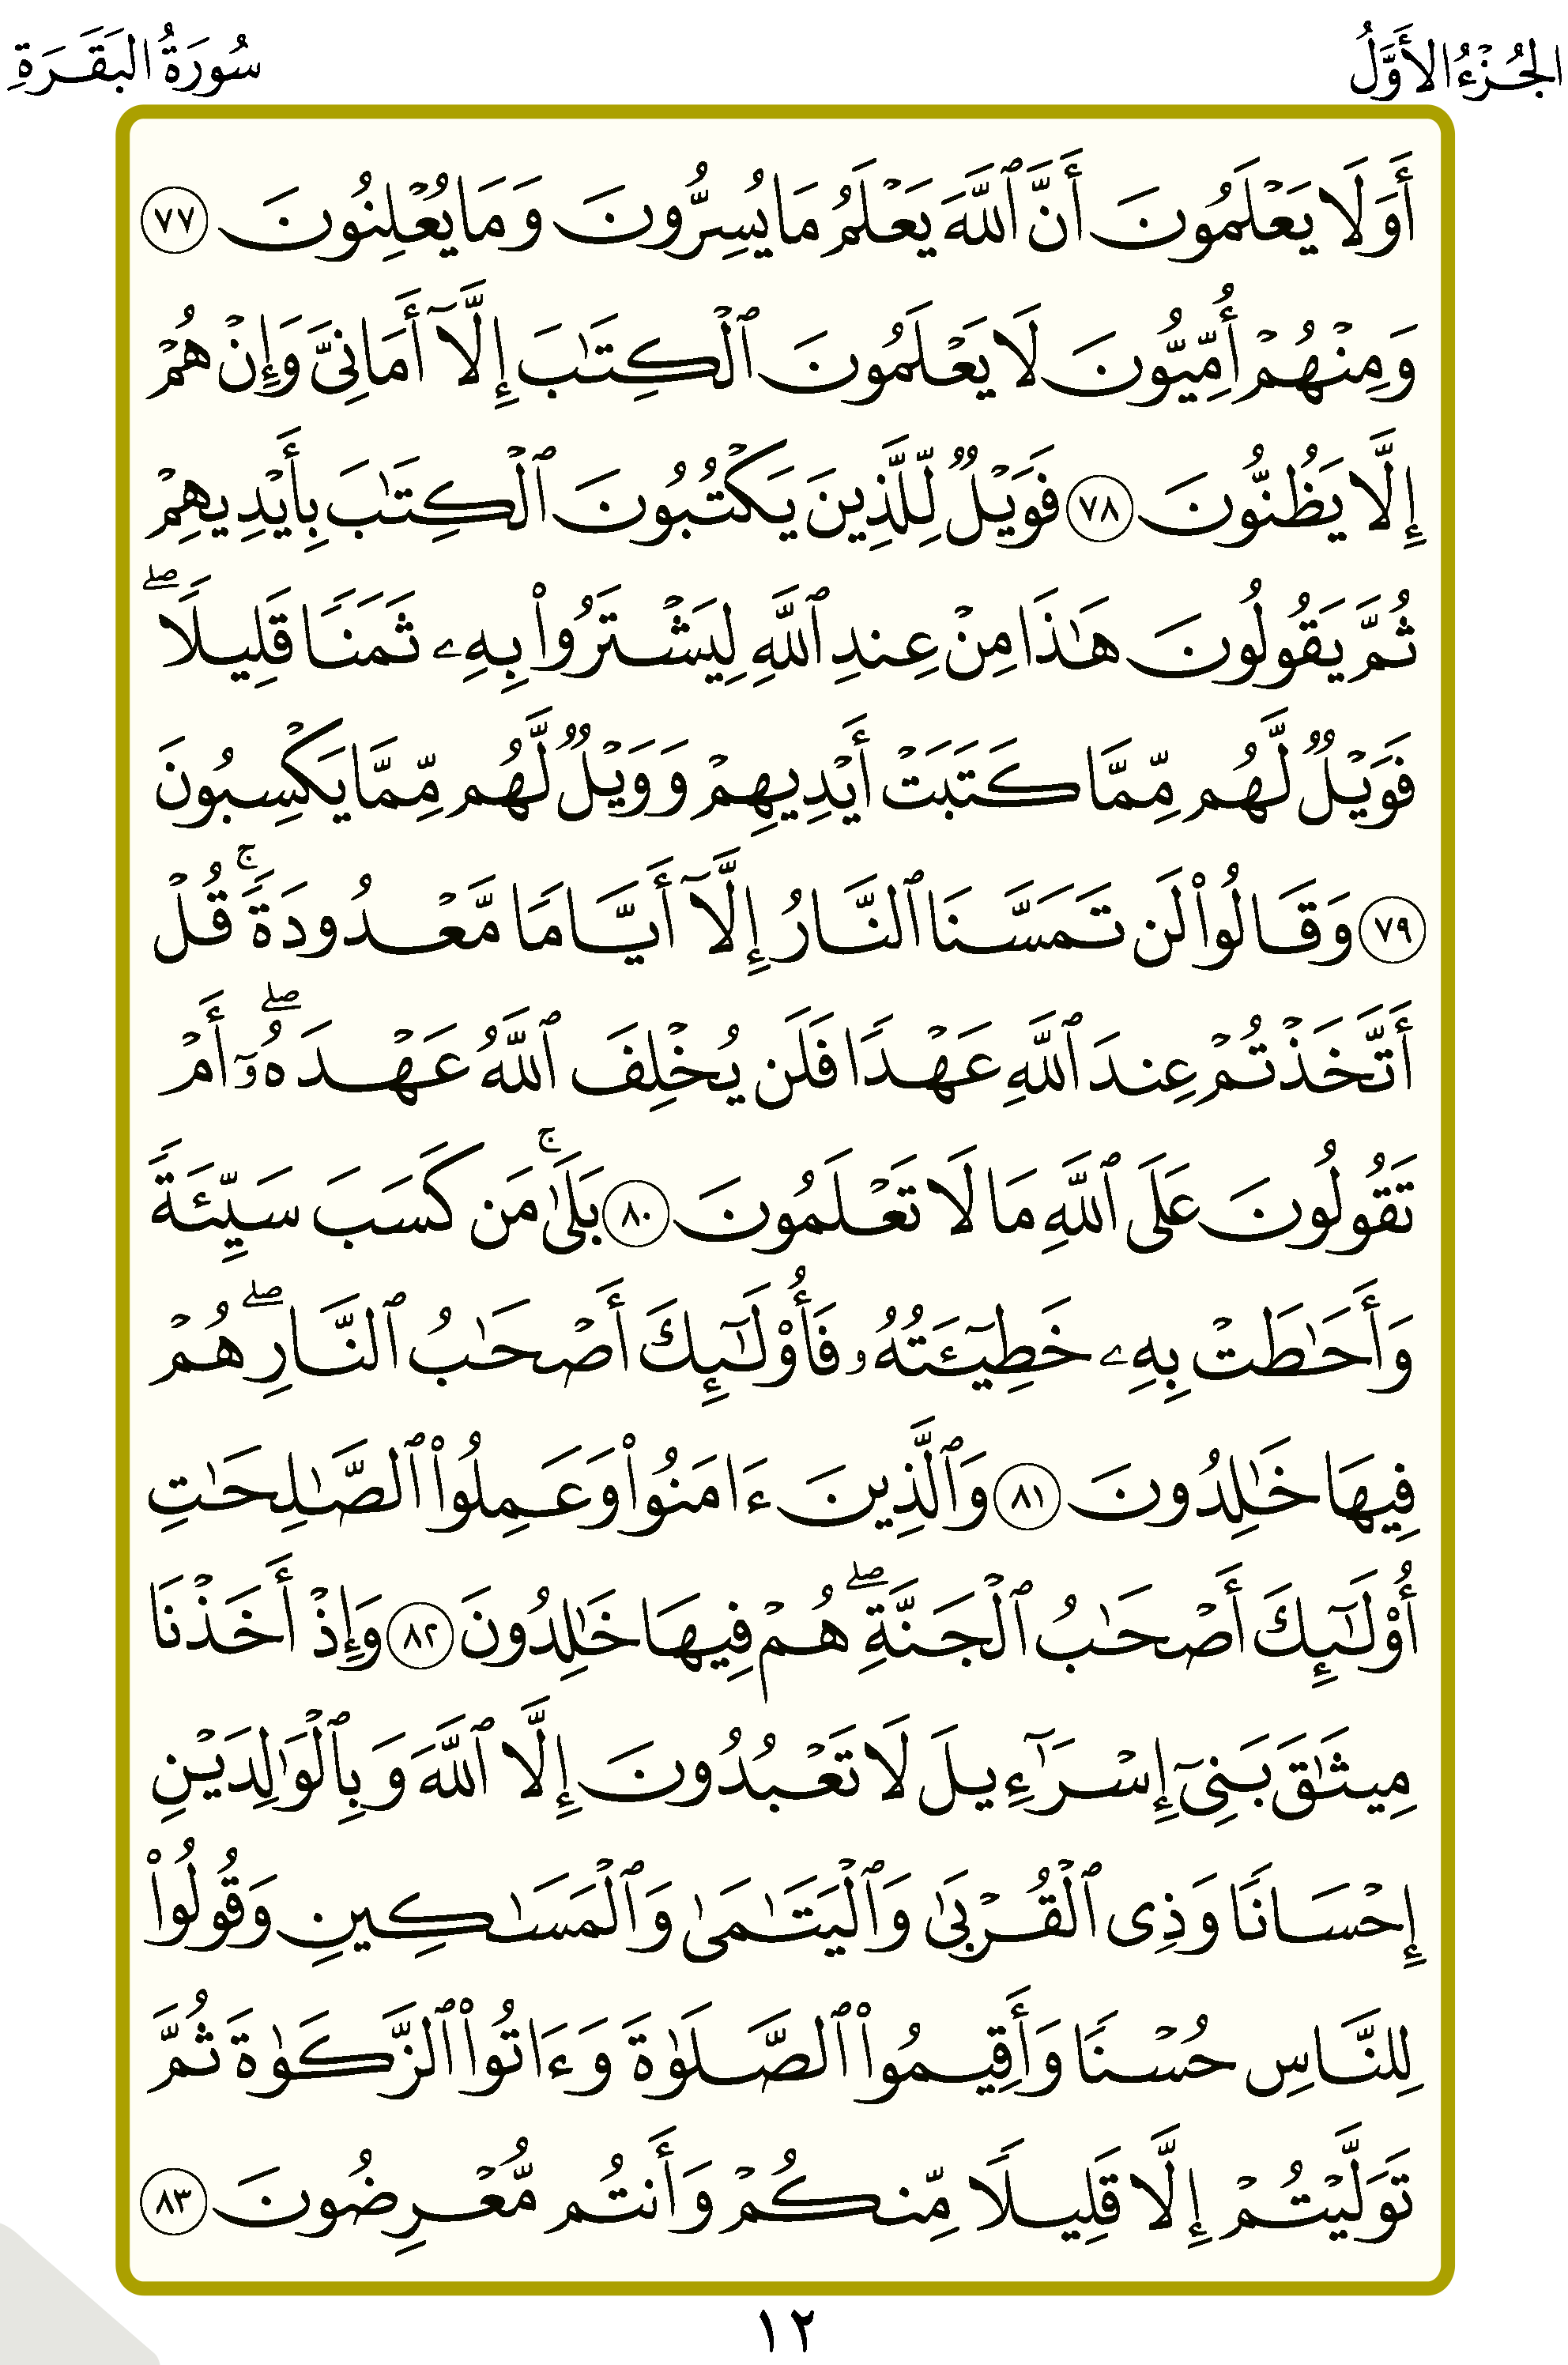 الجُزْءُ الأَوَّلُ
سُورَةُ البَقَرَةِ
أَوَلَا يَعْلَمُونَ أَنَّ ٱللَّهَ يَعْلَمُ مَا يُسِرُّونَ وَمَا يُعْلِنُونَ ٧٧
وَمِنْهُمْ أُمِّيُّونَ لَا يَعْلَمُونَ ٱلْكِتَٰبَ إِلَّآ أَمَانِىَّ وَإِنْ هُمْ
إِلَّا يَظُنُّونَ ٧٨ فَوَيْلٌ لِّلَّذِينَ يَكْتُبُونَ ٱلْكِتَٰبَ بِأَيْدِيهِمْ
ثُمَّ يَقُولُونَ هَٰذَا مِنْ عِندِ ٱللَّهِ لِيَشْتَرُوا۟ بِهِۦ ثَمَنًا قَلِيلًا ۖ
فَوَيْلٌ لَّهُم مِّمَّا كَتَبَتْ أَيْدِيهِمْ وَوَيْلٌ لَّهُم مِّمَّا يَكْسِبُونَ
٧٩ وَقَالُوا۟ لَن تَمَسَّنَا ٱلنَّارُ إِلَّآ أَيَّامًا مَّعْدُودَةً ۚ قُلْ
أَتَّخَذْتُمْ عِندَ ٱللَّهِ عَهْدًا فَلَن يُخْلِفَ ٱللَّهُ عَهْدَهُۥٓ ۖ أَمْ
تَقُولُونَ عَلَى ٱللَّهِ مَا لَا تَعْلَمُونَ ٨٠ بَلَىٰ ۚ مَن كَسَبَ سَيِّئَةً
وَأَحَٰطَتْ بِهِۦ خَطِيٓـَٔتُهُۥ فَأُو۟لَٰٓئِكَ أَصْحَٰبُ ٱلنَّارِ ۖ هُمْ
فِيهَا خَٰلِدُونَ ٨١ وَٱلَّذِينَ ءَامَنُوا۟ وَعَمِلُوا۟ ٱلصَّٰلِحَٰتِ
أُو۟لَٰٓئِكَ أَصْحَٰبُ ٱلْجَنَّةِ ۖ هُمْ فِيهَا خَٰلِدُونَ ٨٢ وَإِذْ أَخَذْنَا
مِيثَٰقَ بَنِىٓ إِسْرَٰٓءِيلَ لَا تَعْبُدُونَ إِلَّا ٱللَّهَ وَبِٱلْوَٰلِدَيْنِ
إِحْسَانًا وَذِى ٱلْقُرْبَىٰ وَٱلْيَتَٰمَىٰ وَٱلْمَسَٰكِينِ وَقُولُوا۟
لِلنَّاسِ حُسْنًا وَأَقِيمُوا۟ ٱلصَّلَوٰةَ وَءَاتُوا۟ ٱلزَّكَوٰةَ ثُمَّ
تَوَلَّيْتُمْ إِلَّا قَلِيلًا مِّنكُمْ وَأَنتُم مُّعْرِضُونَ ٨٣
١٢